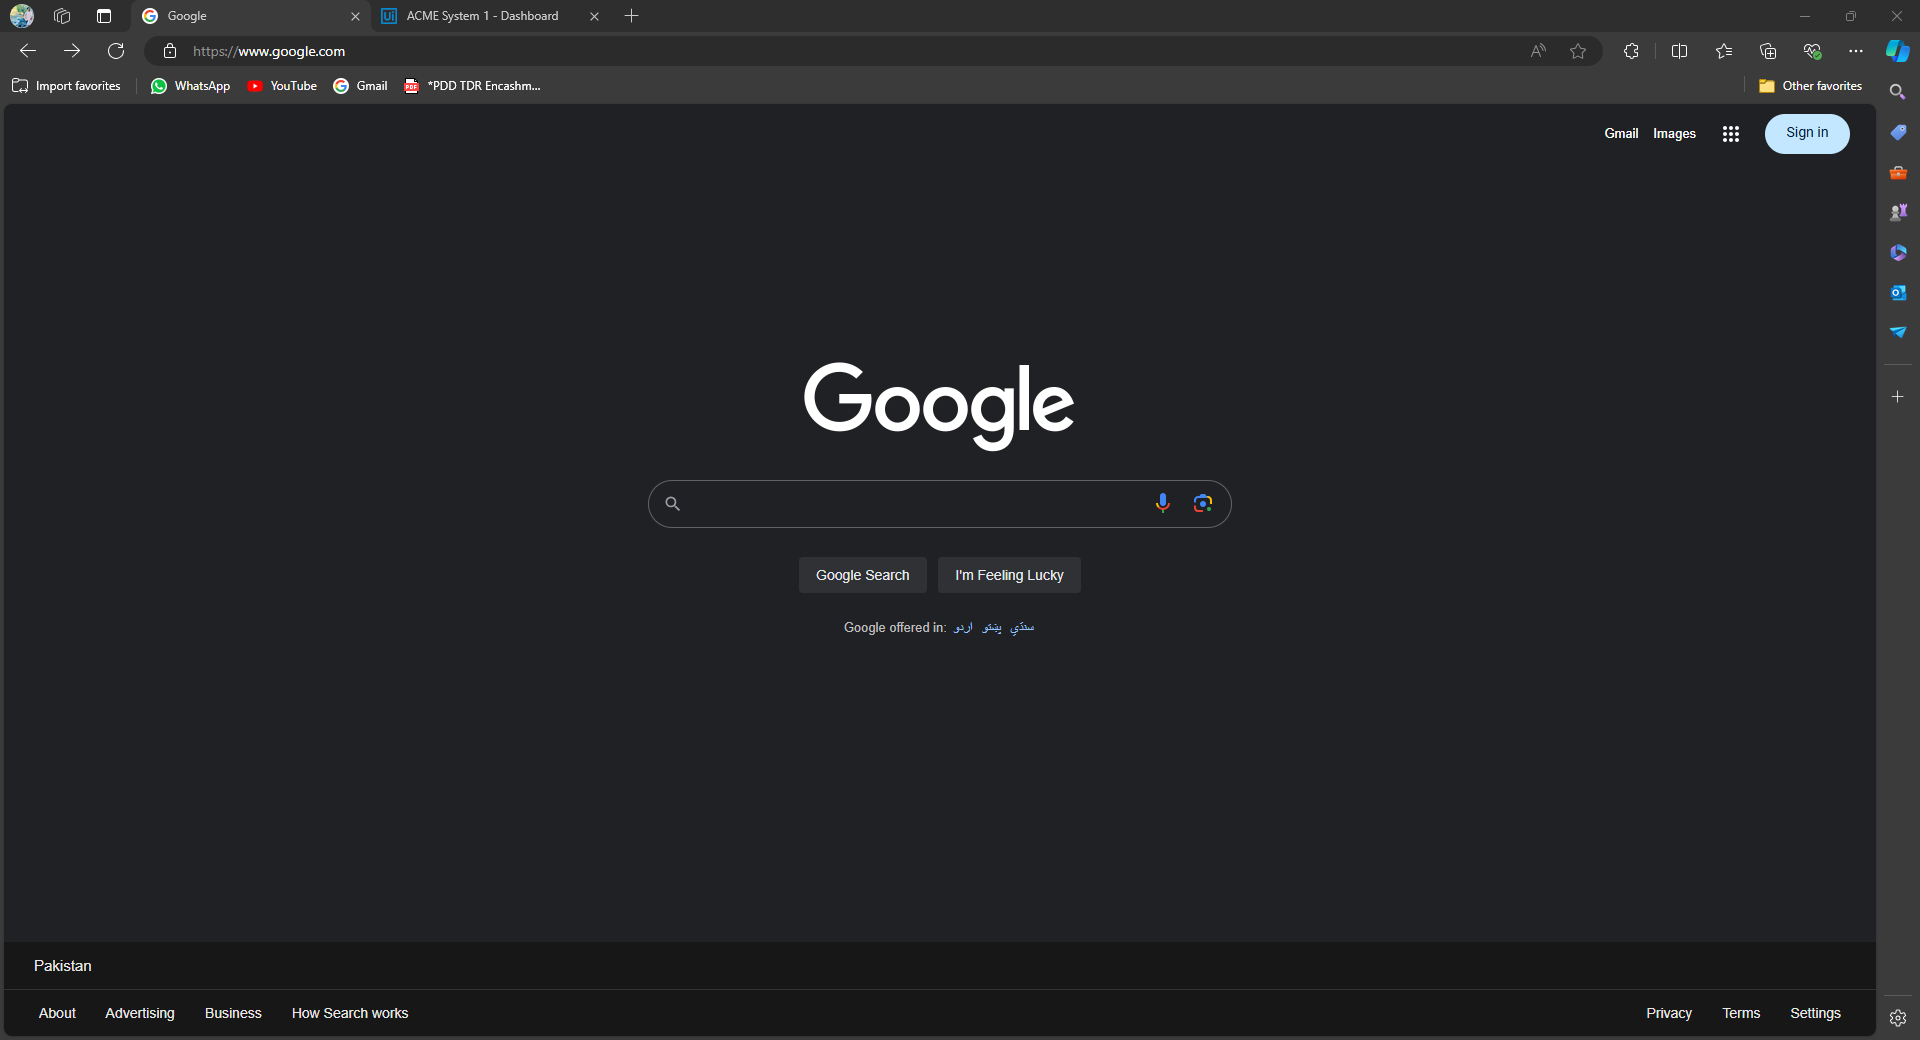 Google
ACME System 1 - Dashboard
https://www.google.com
Import favorites
WhatsApp
YouTube
Gmail
*PDD TDR Encashm...
Other favorites
Gmail
Images
Sign in
Google
Google Search
I'm Feeling Lucky
Google offered in: اردو پښتو سنڌي
Pakistan
About
Advertising
Business
How Search works
Privacy
Terms
Settings